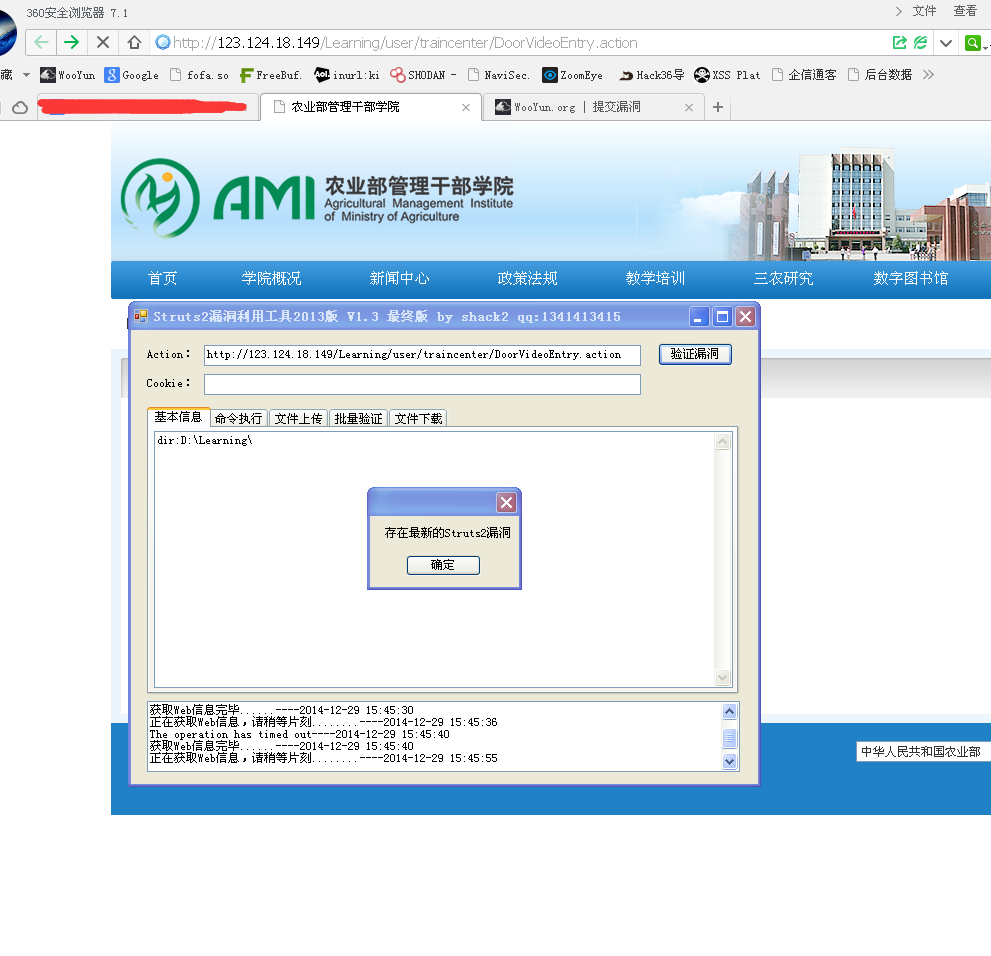 360安全浏览器 7.1
文件 查看
http://123.124.18.149/Learning/user/traincenter/DoorVideoEntry.action
藏 WooYun Google fofa.so FreeBuf. inurl:ki SHODAN - NaviSec. ZoomEye Hack36导 XSS Plat 企信通客 后台数据
农业部管理干部学院 WooYun.org | 提交漏洞
AMI 农业部管理干部学院
Agricultural Management Institute
of Ministry of Agriculture
首页 学院概况 新闻中心 政策法规 教学培训 三农研究 数字图书馆
Struts2漏洞利用工具2013版 V1.3 最终版 by shack2 qq:1341413415
Action: http://123.124.18.149/Learning/user/traincenter/DoorVideoEntry.action 验证漏洞
Cookie:
基本信息 命令执行 文件上传 批量验证 文件下载
dir:D:\Learning\
存在最新的Struts2漏洞
确定
获取Web信息完毕......----2014-12-29 15:45:30
正在获取Web信息，请稍等片刻........----2014-12-29 15:45:36
The operation has timed out----2014-12-29 15:45:40
获取Web信息完毕......----2014-12-29 15:45:40
正在获取Web信息，请稍等片刻........----2014-12-29 15:45:55
中华人民共和国农业部